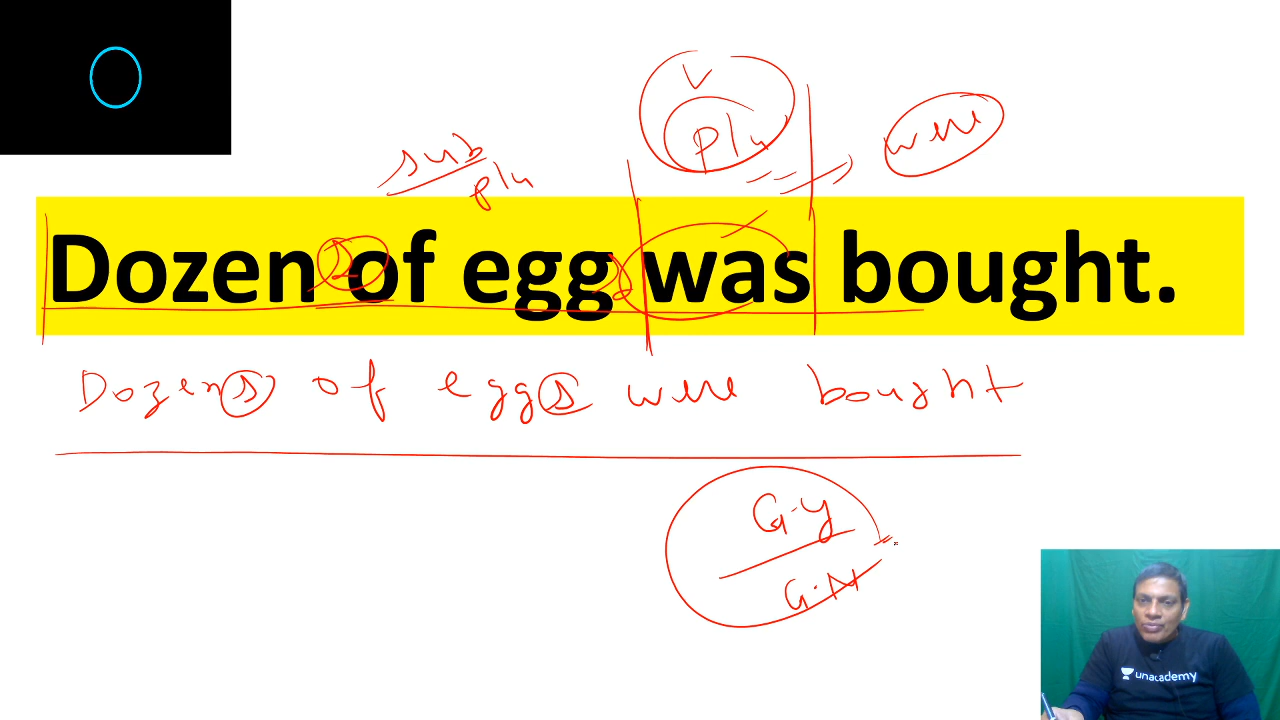 v
plu
were
sub
plu
Dozen of egg was bought.
s s
Dozens of eggs were bought
G.y
G.N
unacademy